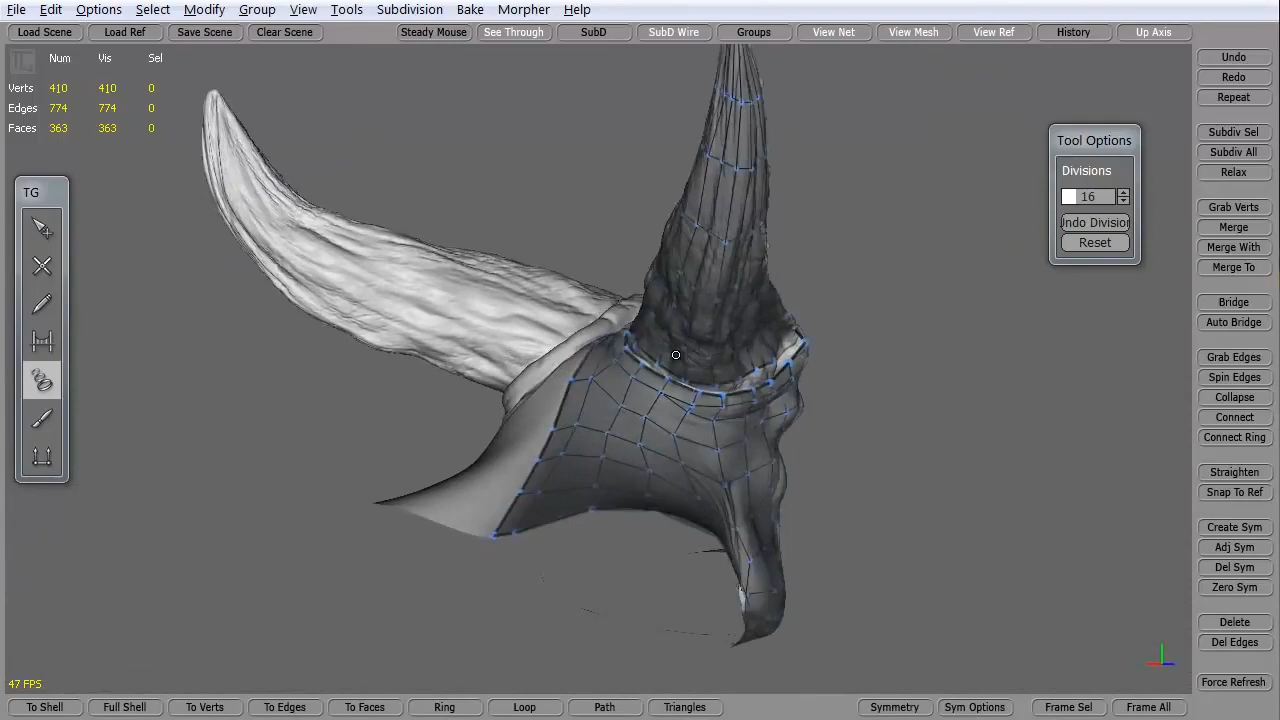 File Edit Options Select Modify Group View Tools Subdivision Bake Morpher Help
Load Scene Load Ref Save Scene Clear Scene Steady Mouse See Through SubD SubD Wire Groups View Net View Mesh View Ref History Up Axis
Num Vis Sel
Verts 410 410 0
Edges 774 774 0
Faces 363 363 0
TG
Tool Options
Divisions
16
Undo Division
Reset
Undo
Redo
Repeat
Subdiv Sel
Subdiv All
Relax
Grab Verts
Merge
Merge With
Merge To
Bridge
Auto Bridge
Grab Edges
Spin Edges
Collapse
Connect
Connect Ring
Straighten
Snap To Ref
Create Sym
Adj Sym
Del Sym
Zero Sym
Delete
Del Edges
Force Refresh
47 FPS
To Shell Full Shell To Verts To Edges To Faces Ring Loop Path Triangles Symmetry Sym Options Frame Sel Frame All